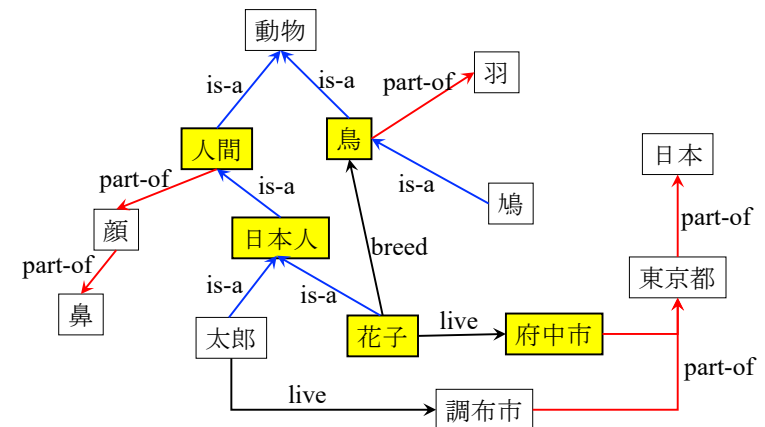 動物
羽
is-a
is-a
part-of
人間
鳥
日本
part-of
is-a
is-a
鳩
顔
part-of
日本人
breed
part-of
東京都
is-a
is-a
鼻
太郎
花子
live
府中市
part-of
live
調布市